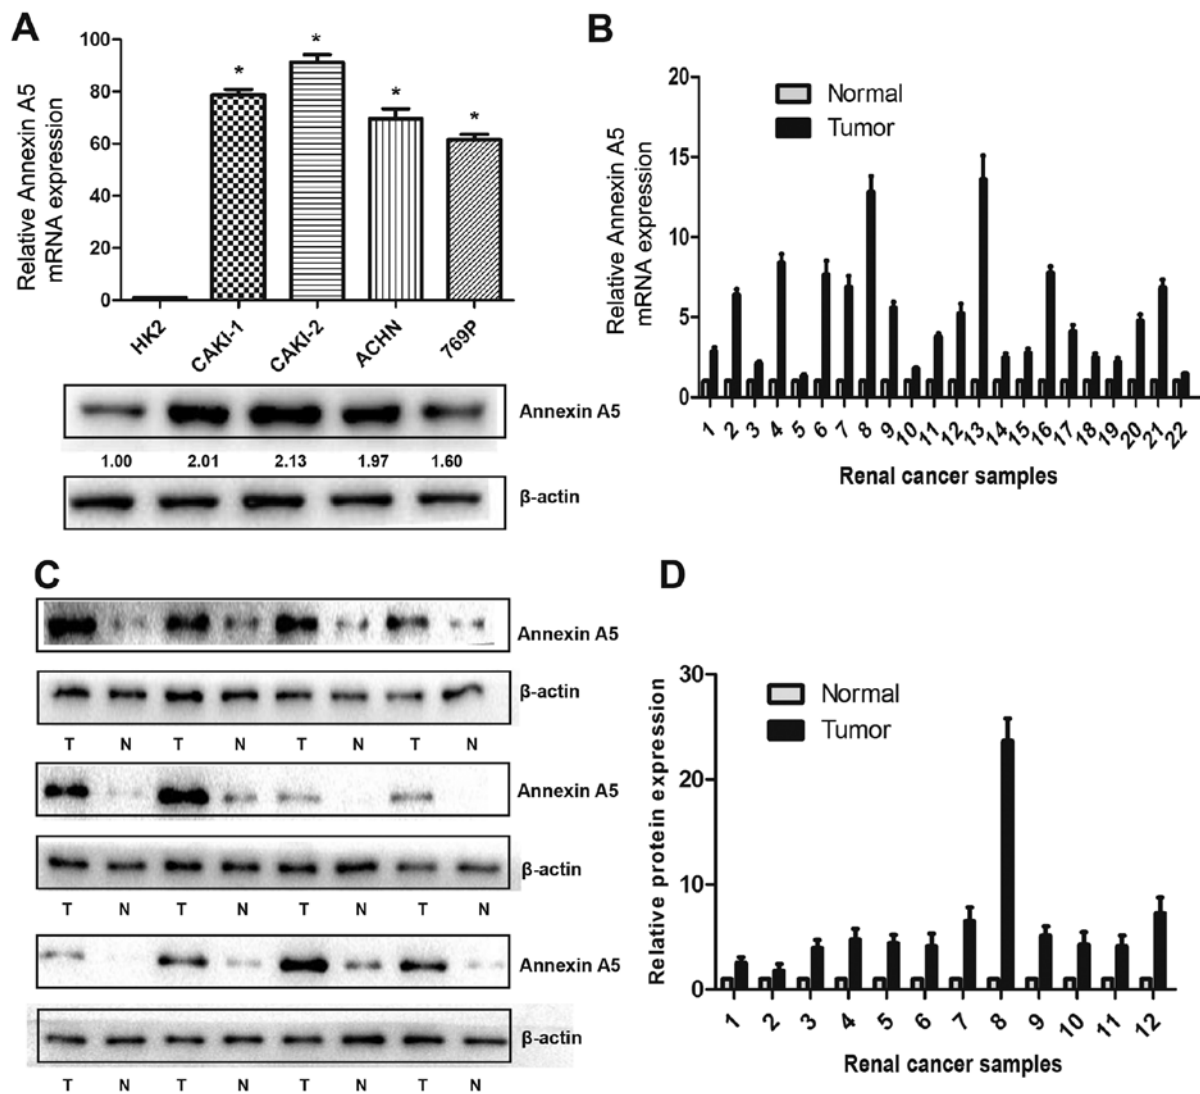 A
Relative Annexin A5
mRNA expression
100
80
60
40
20
0
*
*
*
*
HK2
CAKI-1
CAKI-2
ACHN
769P
Annexin A5
1.00 2.01 2.13 1.97 1.60
β-actin
B
Relative Annexin A5
mRNA expression
20
15
10
5
0
Normal
Tumor
1 2 3 4 5 6 7 8 9 10 11 12 13 14 15 16 17 18 19 20 21 22
Renal cancer samples
C
Annexin A5
β-actin
T N T N T N T N
Annexin A5
β-actin
T N T N T N T N
Annexin A5
β-actin
T N T N T N T N
D
Relative protein expression
30
20
10
0
Normal
Tumor
1 2 3 4 5 6 7 8 9 10 11 12
Renal cancer samples